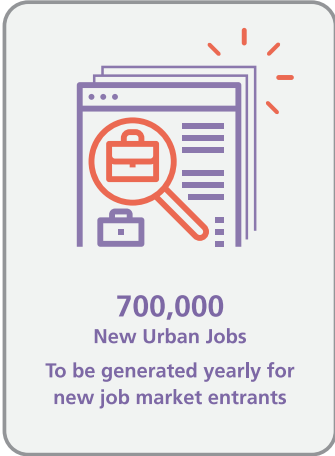 700,000
New Urban Jobs
To be generated yearly for
new job market entrants